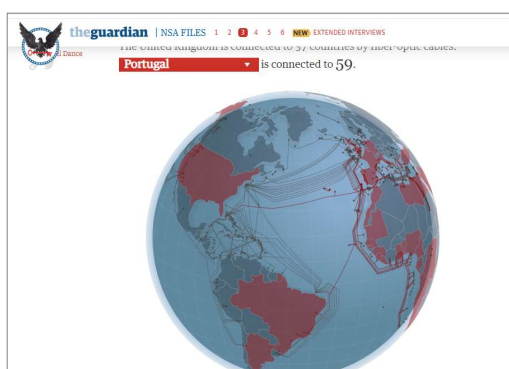 theguardian | NSA FILES 1 2 3 4 5 6 NEW EXTENDED INTERVIEWS
Dance
The United Kingdom is connected to 57 countries by fiber-optic cables.
Portugal is connected to 59.